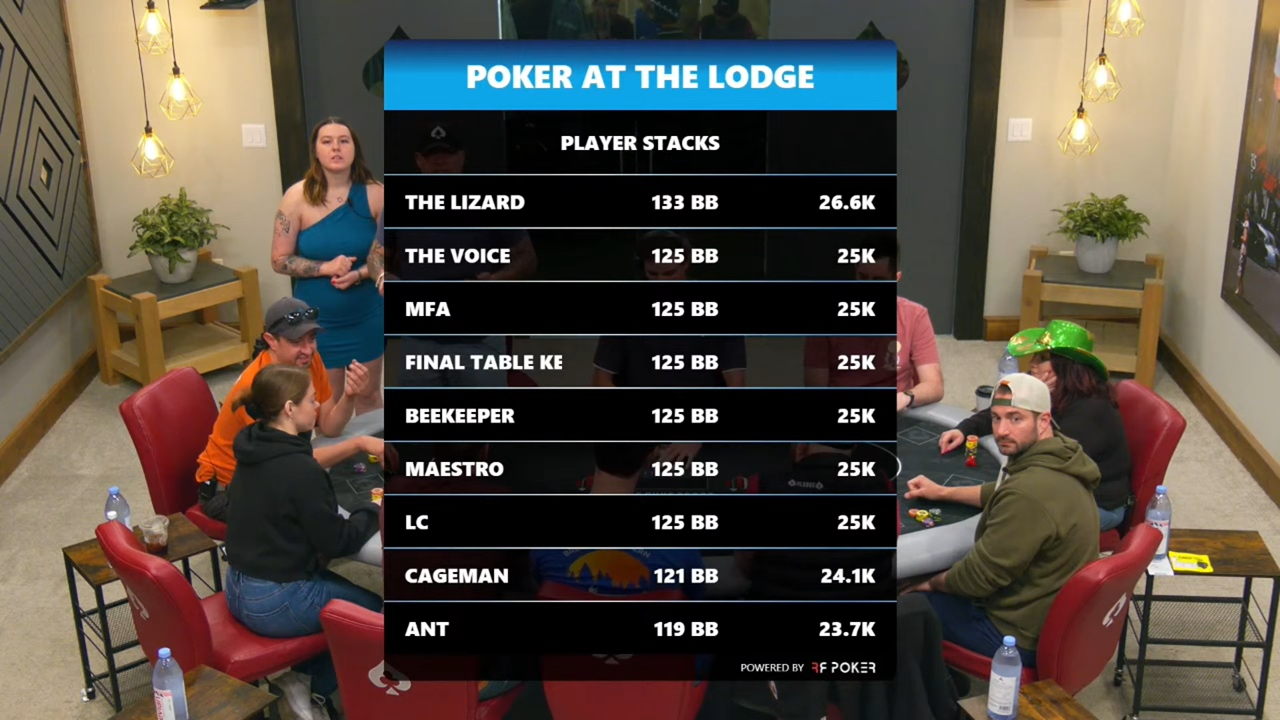 POKER AT THE LODGE
PLAYER STACKS
THE LIZARD 133 BB 26.6K
THE VOICE 125 BB 25K
MFA 125 BB 25K
FINAL TABLE KE 125 BB 25K
BEEKEEPER 125 BB 25K
MAESTRO 125 BB 25K
LC 125 BB 25K
CAGEMAN 121 BB 24.1K
ANT 119 BB 23.7K
POWERED BY RF POKER